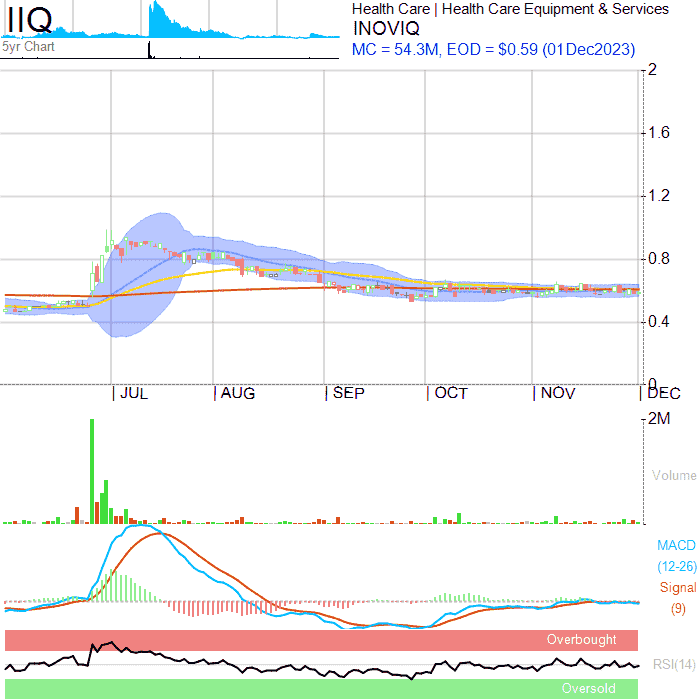 IIQ
Health Care | Health Care Equipment & Services
INOVIQ
5yr Chart
MC = 54.3M, EOD = $0.59 (01Dec2023)
2
1.6
1.2
0.8
0.4
0
| JUL | AUG | SEP | OCT | NOV | DEC
2M
Volume
MACD
(12-26)
Signal
(9)
Overbought
RSI(14)
Oversold